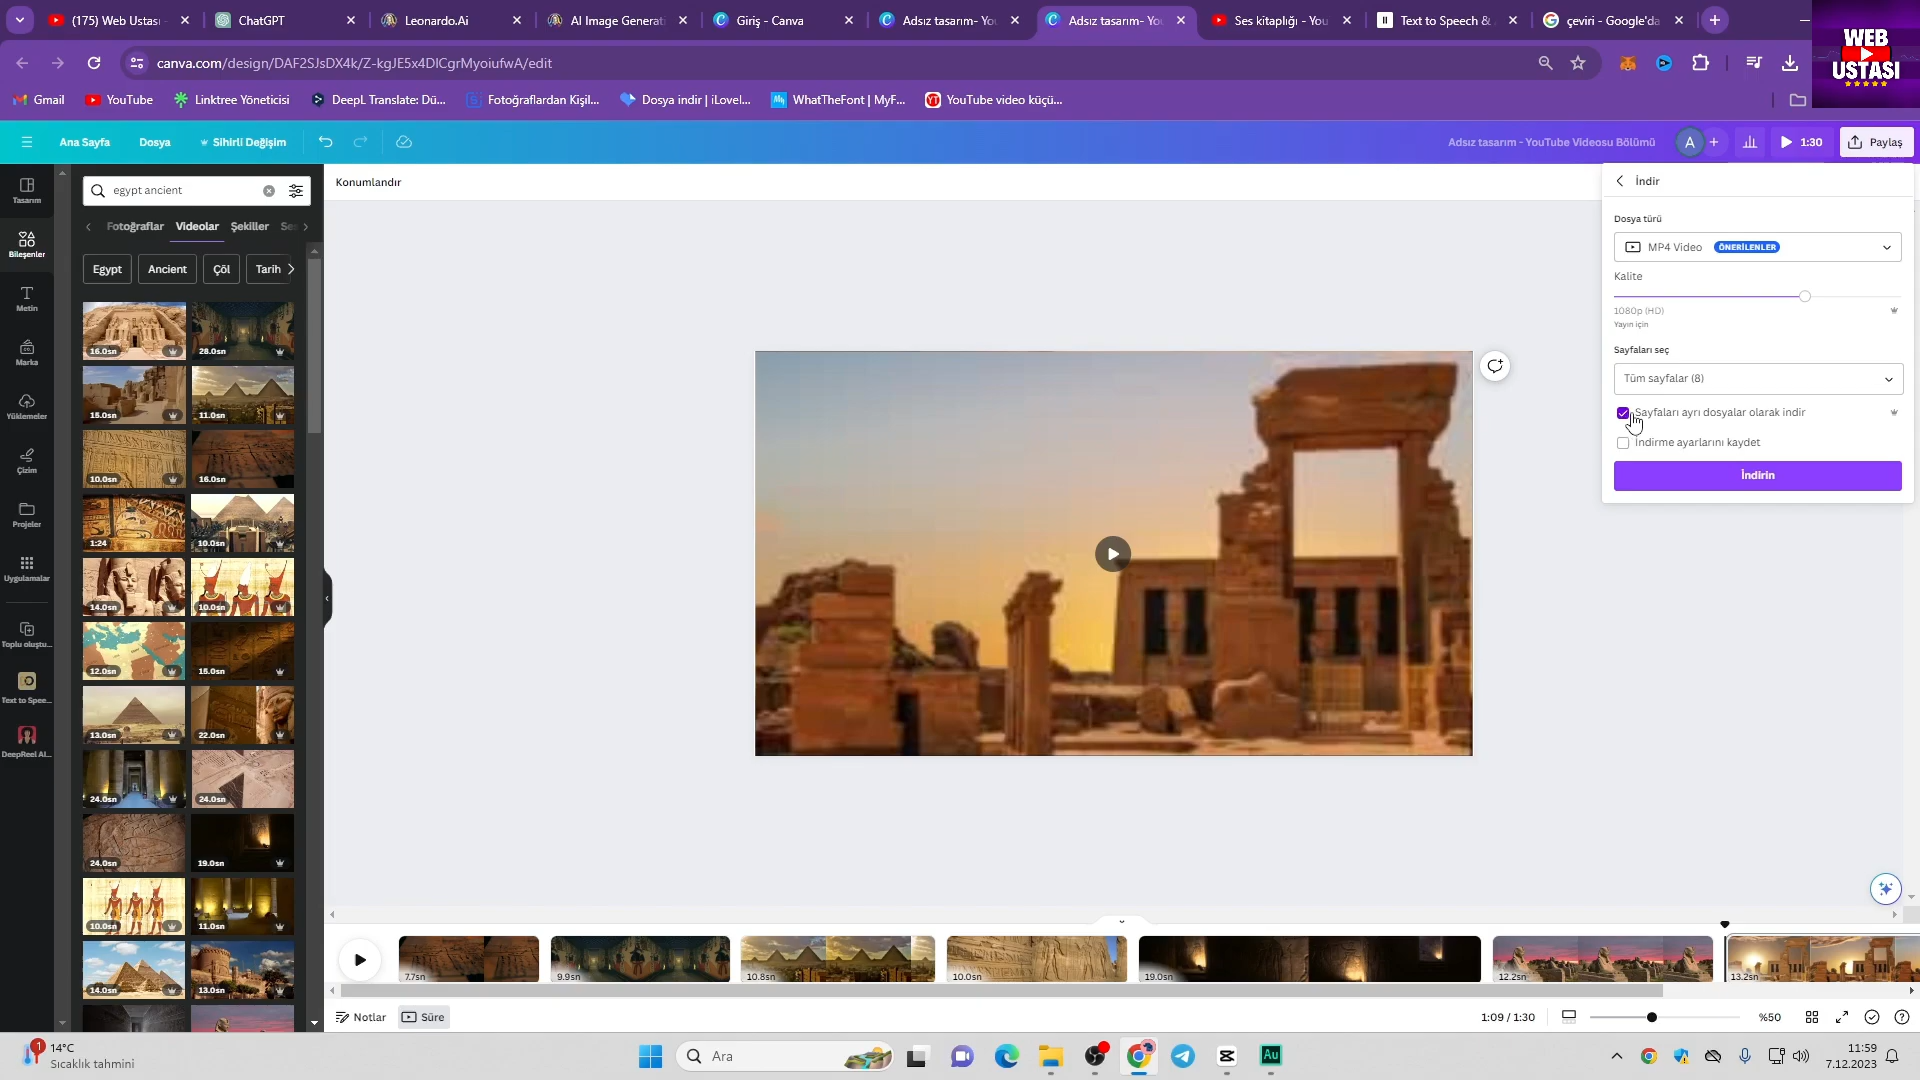 (175) Web Ustası -
ChatGPT
Leonardo.Ai
AI Image Generati
Giriş - Canva
Adsız tasarım- You
Adsız tasarım- You
Ses kitaplığı - You
Text to Speech &
çeviri - Google'da
canva.com/design/DAF2SJsDX4k/Z-kgJE5x4DlCgrMyoiufwA/edit
WEB
USTASI
Gmail
YouTube
Linktree Yöneticisi
DeepL Translate: Dü...
Fotoğraflardan Kişil...
Dosya indir | iLovel...
WhatTheFont | MyF...
YouTube video küçü...
Ana Sayfa
Dosya
Sihirli Değişim
Adsız tasarım - YouTube Videosu Bölümü
A
1:30
Paylaş
Tasarım
Bileşenler
Metin
Marka
Yüklemeler
Çizim
Projeler
Uygulamalar
Toplu oluştu...
Text to Spee...
DeepReel AI...
egypt ancient
Fotoğraflar
Videolar
Şekiller
Ses
Egypt
Ancient
Çöl
Tarih
16.0sn
28.0sn
15.0sn
11.0sn
10.0sn
16.0sn
1:24
10.0sn
14.0sn
10.0sn
12.0sn
15.0sn
13.0sn
22.0sn
24.0sn
24.0sn
24.0sn
19.0sn
10.0sn
11.0sn
14.0sn
13.0sn
Konumlandır
İndir
Dosya türü
MP4 Video ÖNERİLENLER
Kalite
1080p (HD)
Yayın için
Sayfaları seç
Tüm sayfalar (8)
Sayfaları ayrı dosyalar olarak indir
İndirme ayarlarını kaydet
İndirin
7.7sn
9.9sn
10.8sn
10.0sn
19.0sn
12.2sn
13.2sn
Notlar
Süre
1:09 / 1:30
%50
1
14°C
Sıcaklık tahmini
Ara
Au
11:59
7.12.2023